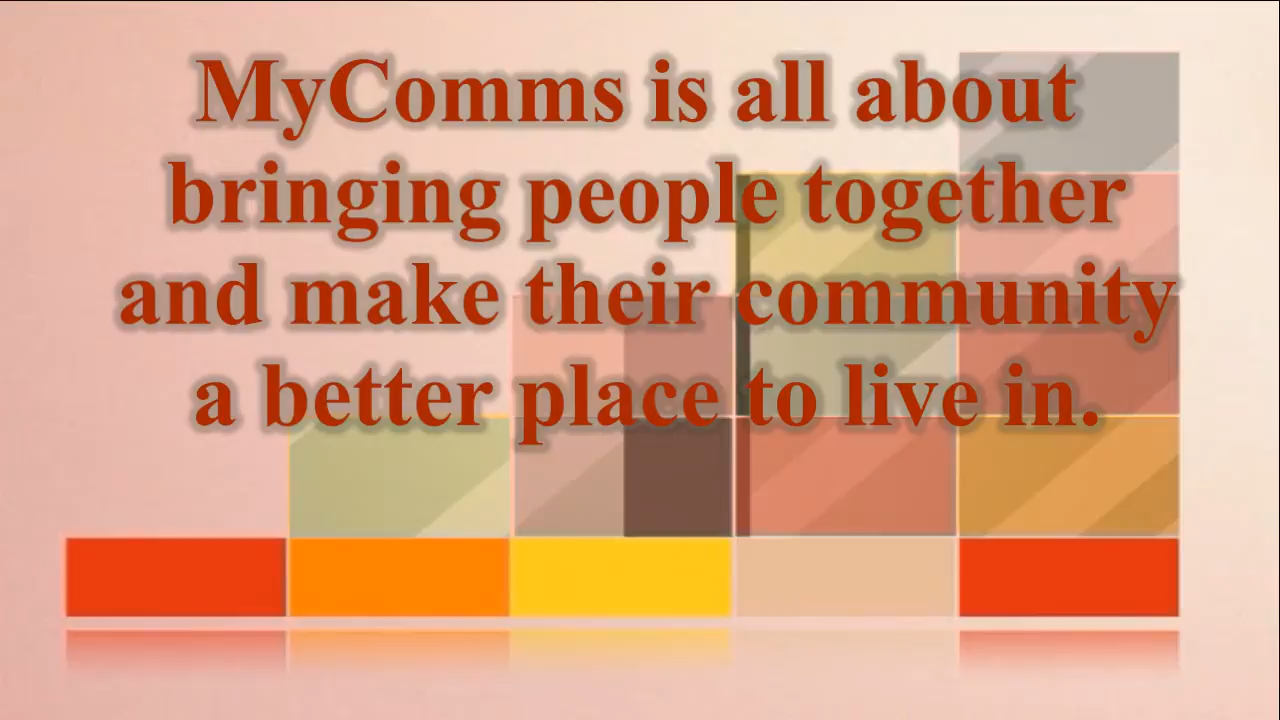 MyComms is all about
bringing people together
and make their community
a better place to live in.